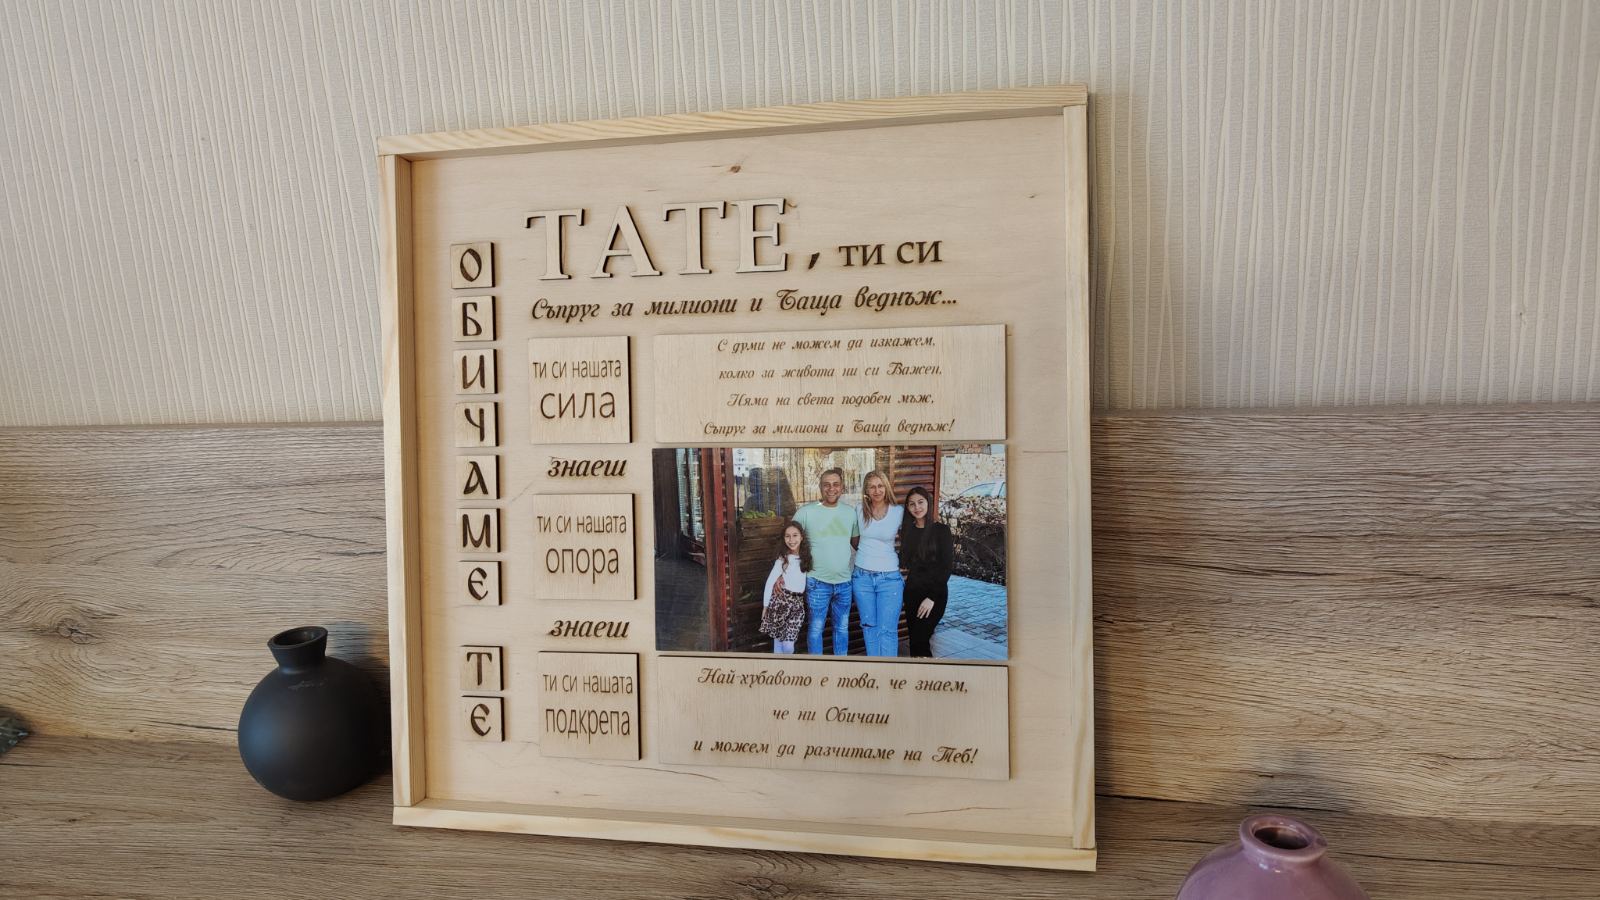 ТАТЕ, ТИ СИ
Съпруг за милиони и Баща веднъж...
ОБИЧАМЕ
ТЕ
ти си нашата
сила
знаеш
ти си нашата
опора
знаеш
ти си нашата
подкрепа
С думи не можем да изкажем,
колко за живота ни си Важен,
Няма на света подобен мъж,
Съпруг за милиони и Баща веднъж!
Най-хубавото е това, че знаем,
че ни Обичаш
и можем да разчитаме на Теб!